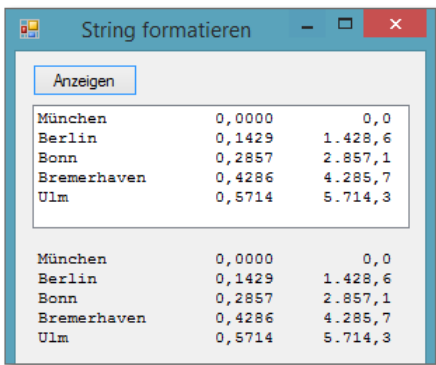 String formatieren
Anzeigen
München 0,0000 0,0
Berlin 0,1429 1.428,6
Bonn 0,2857 2.857,1
Bremerhaven 0,4286 4.285,7
Ulm 0,5714 5.714,3
München 0,0000 0,0
Berlin 0,1429 1.428,6
Bonn 0,2857 2.857,1
Bremerhaven 0,4286 4.285,7
Ulm 0,5714 5.714,3